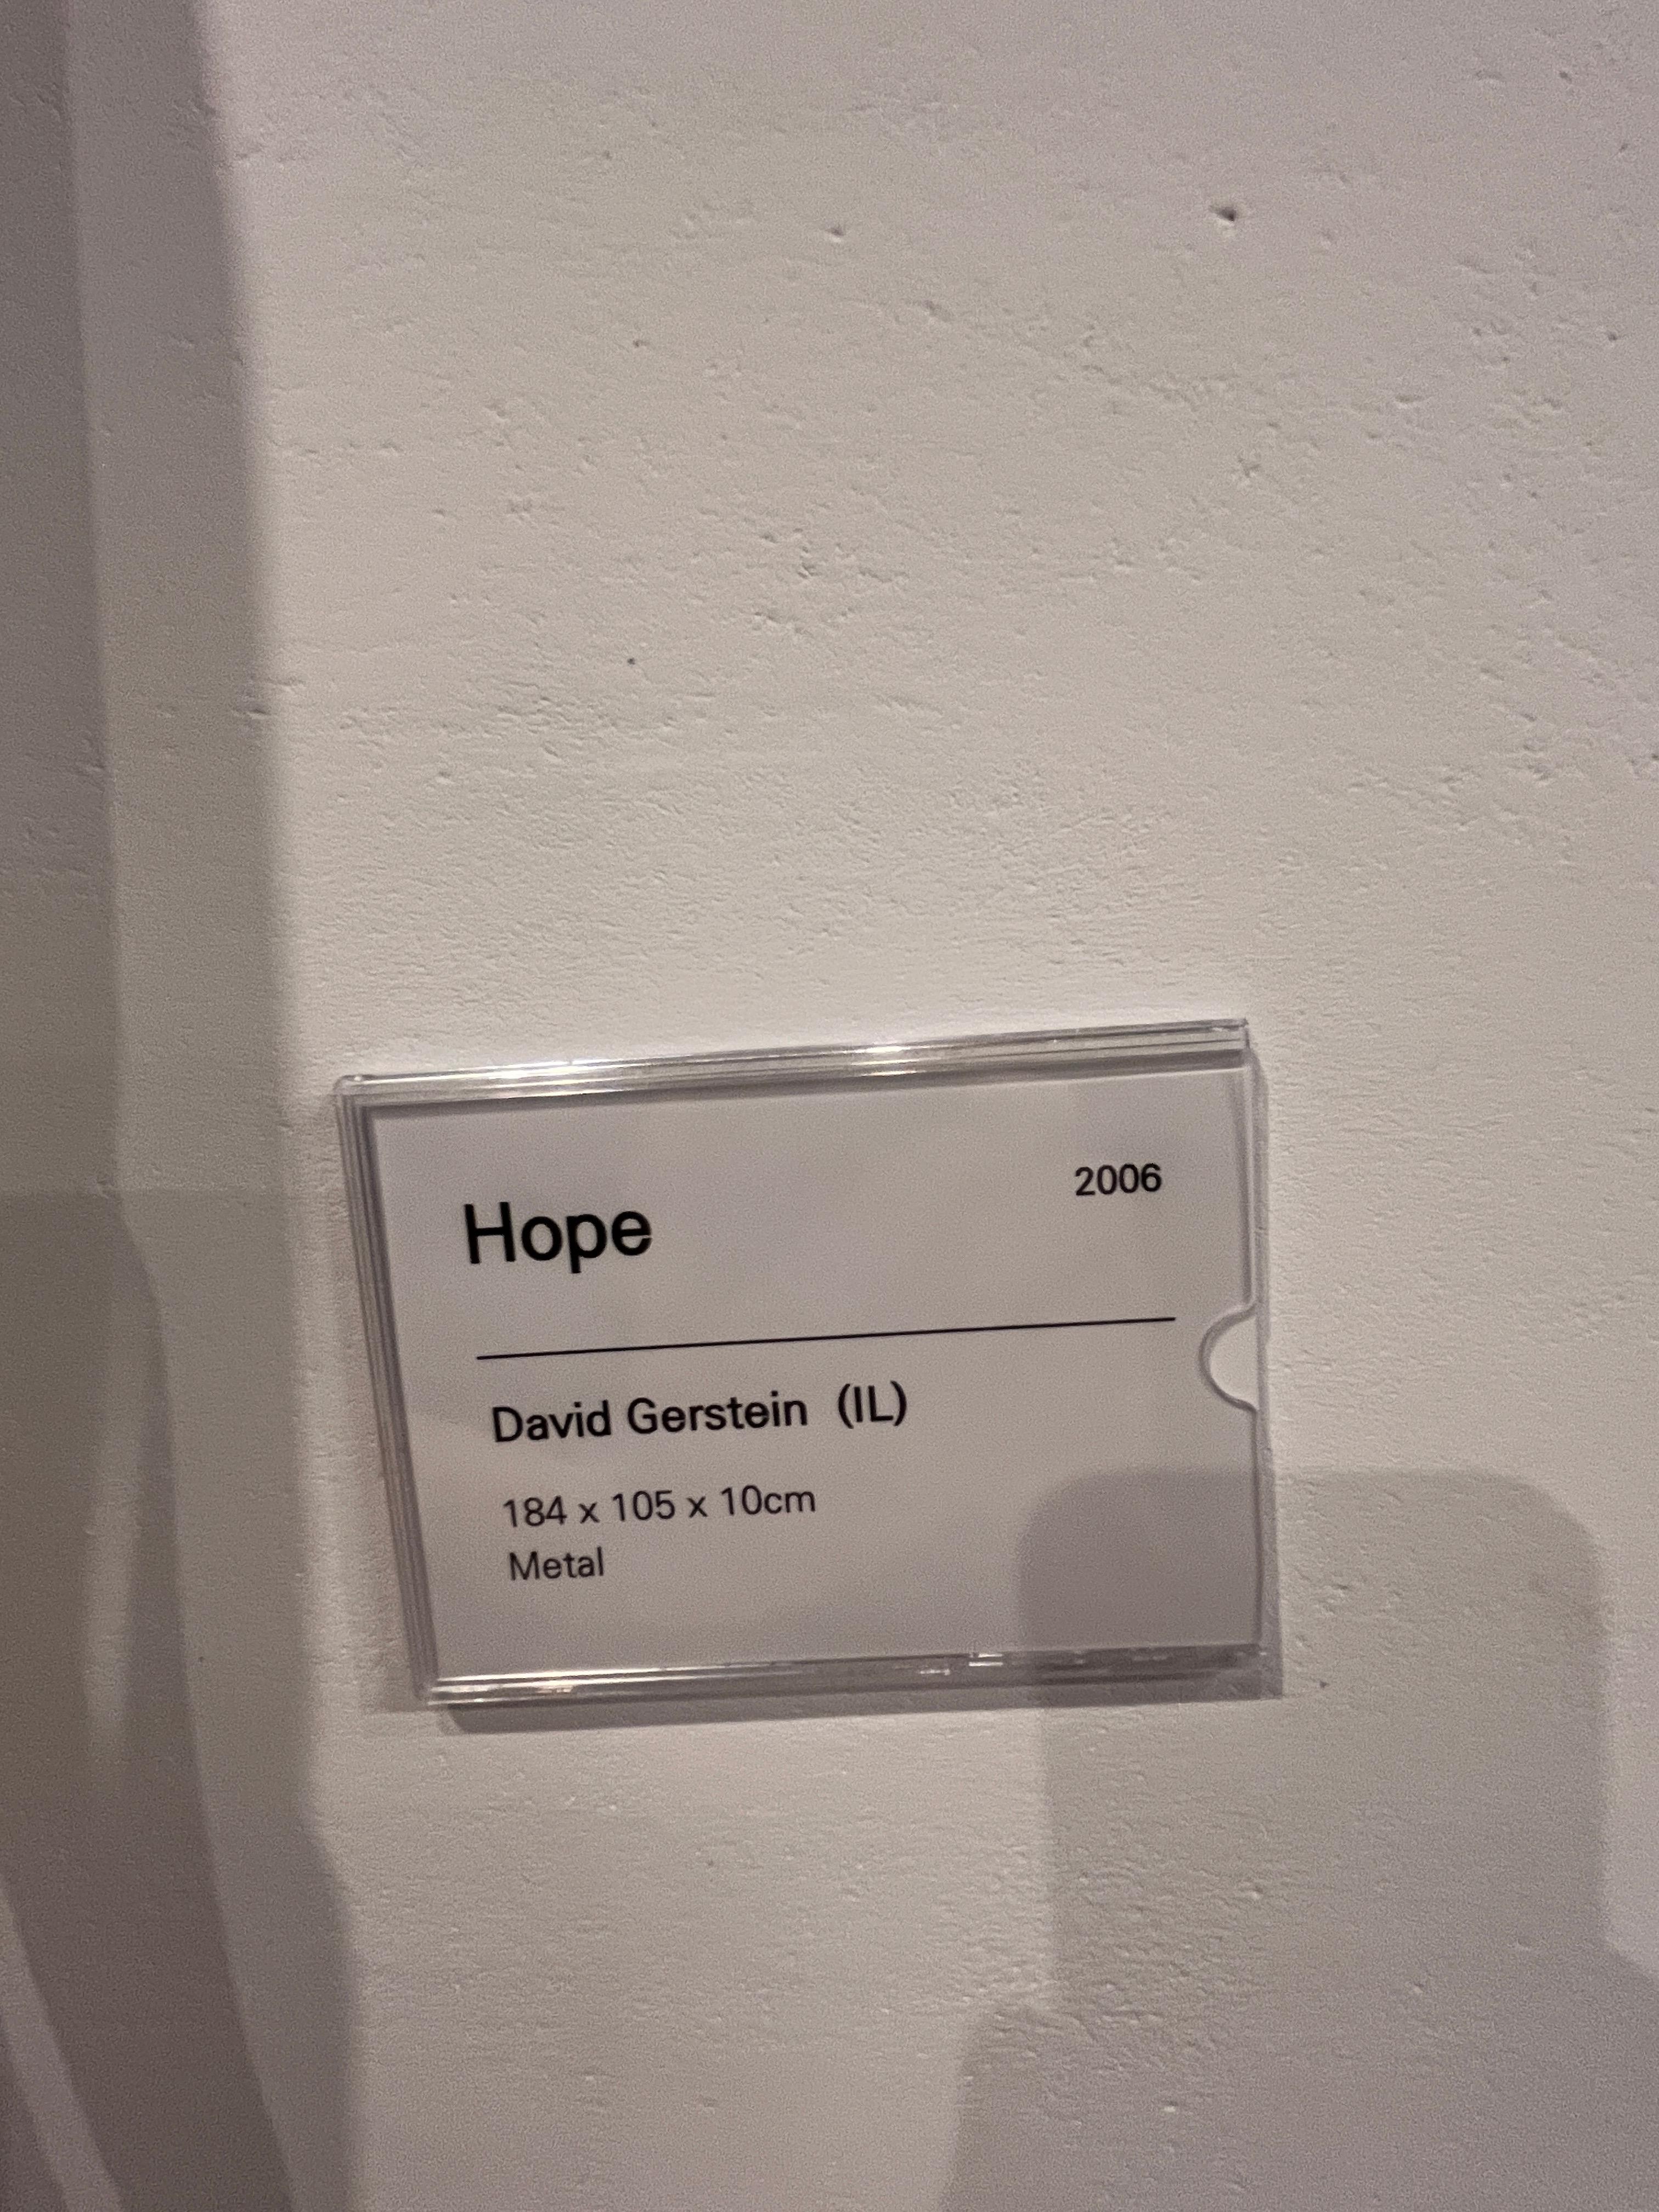 Hope 2006
David Gerstein (IL)
184 x 105 x 10cm
Metal